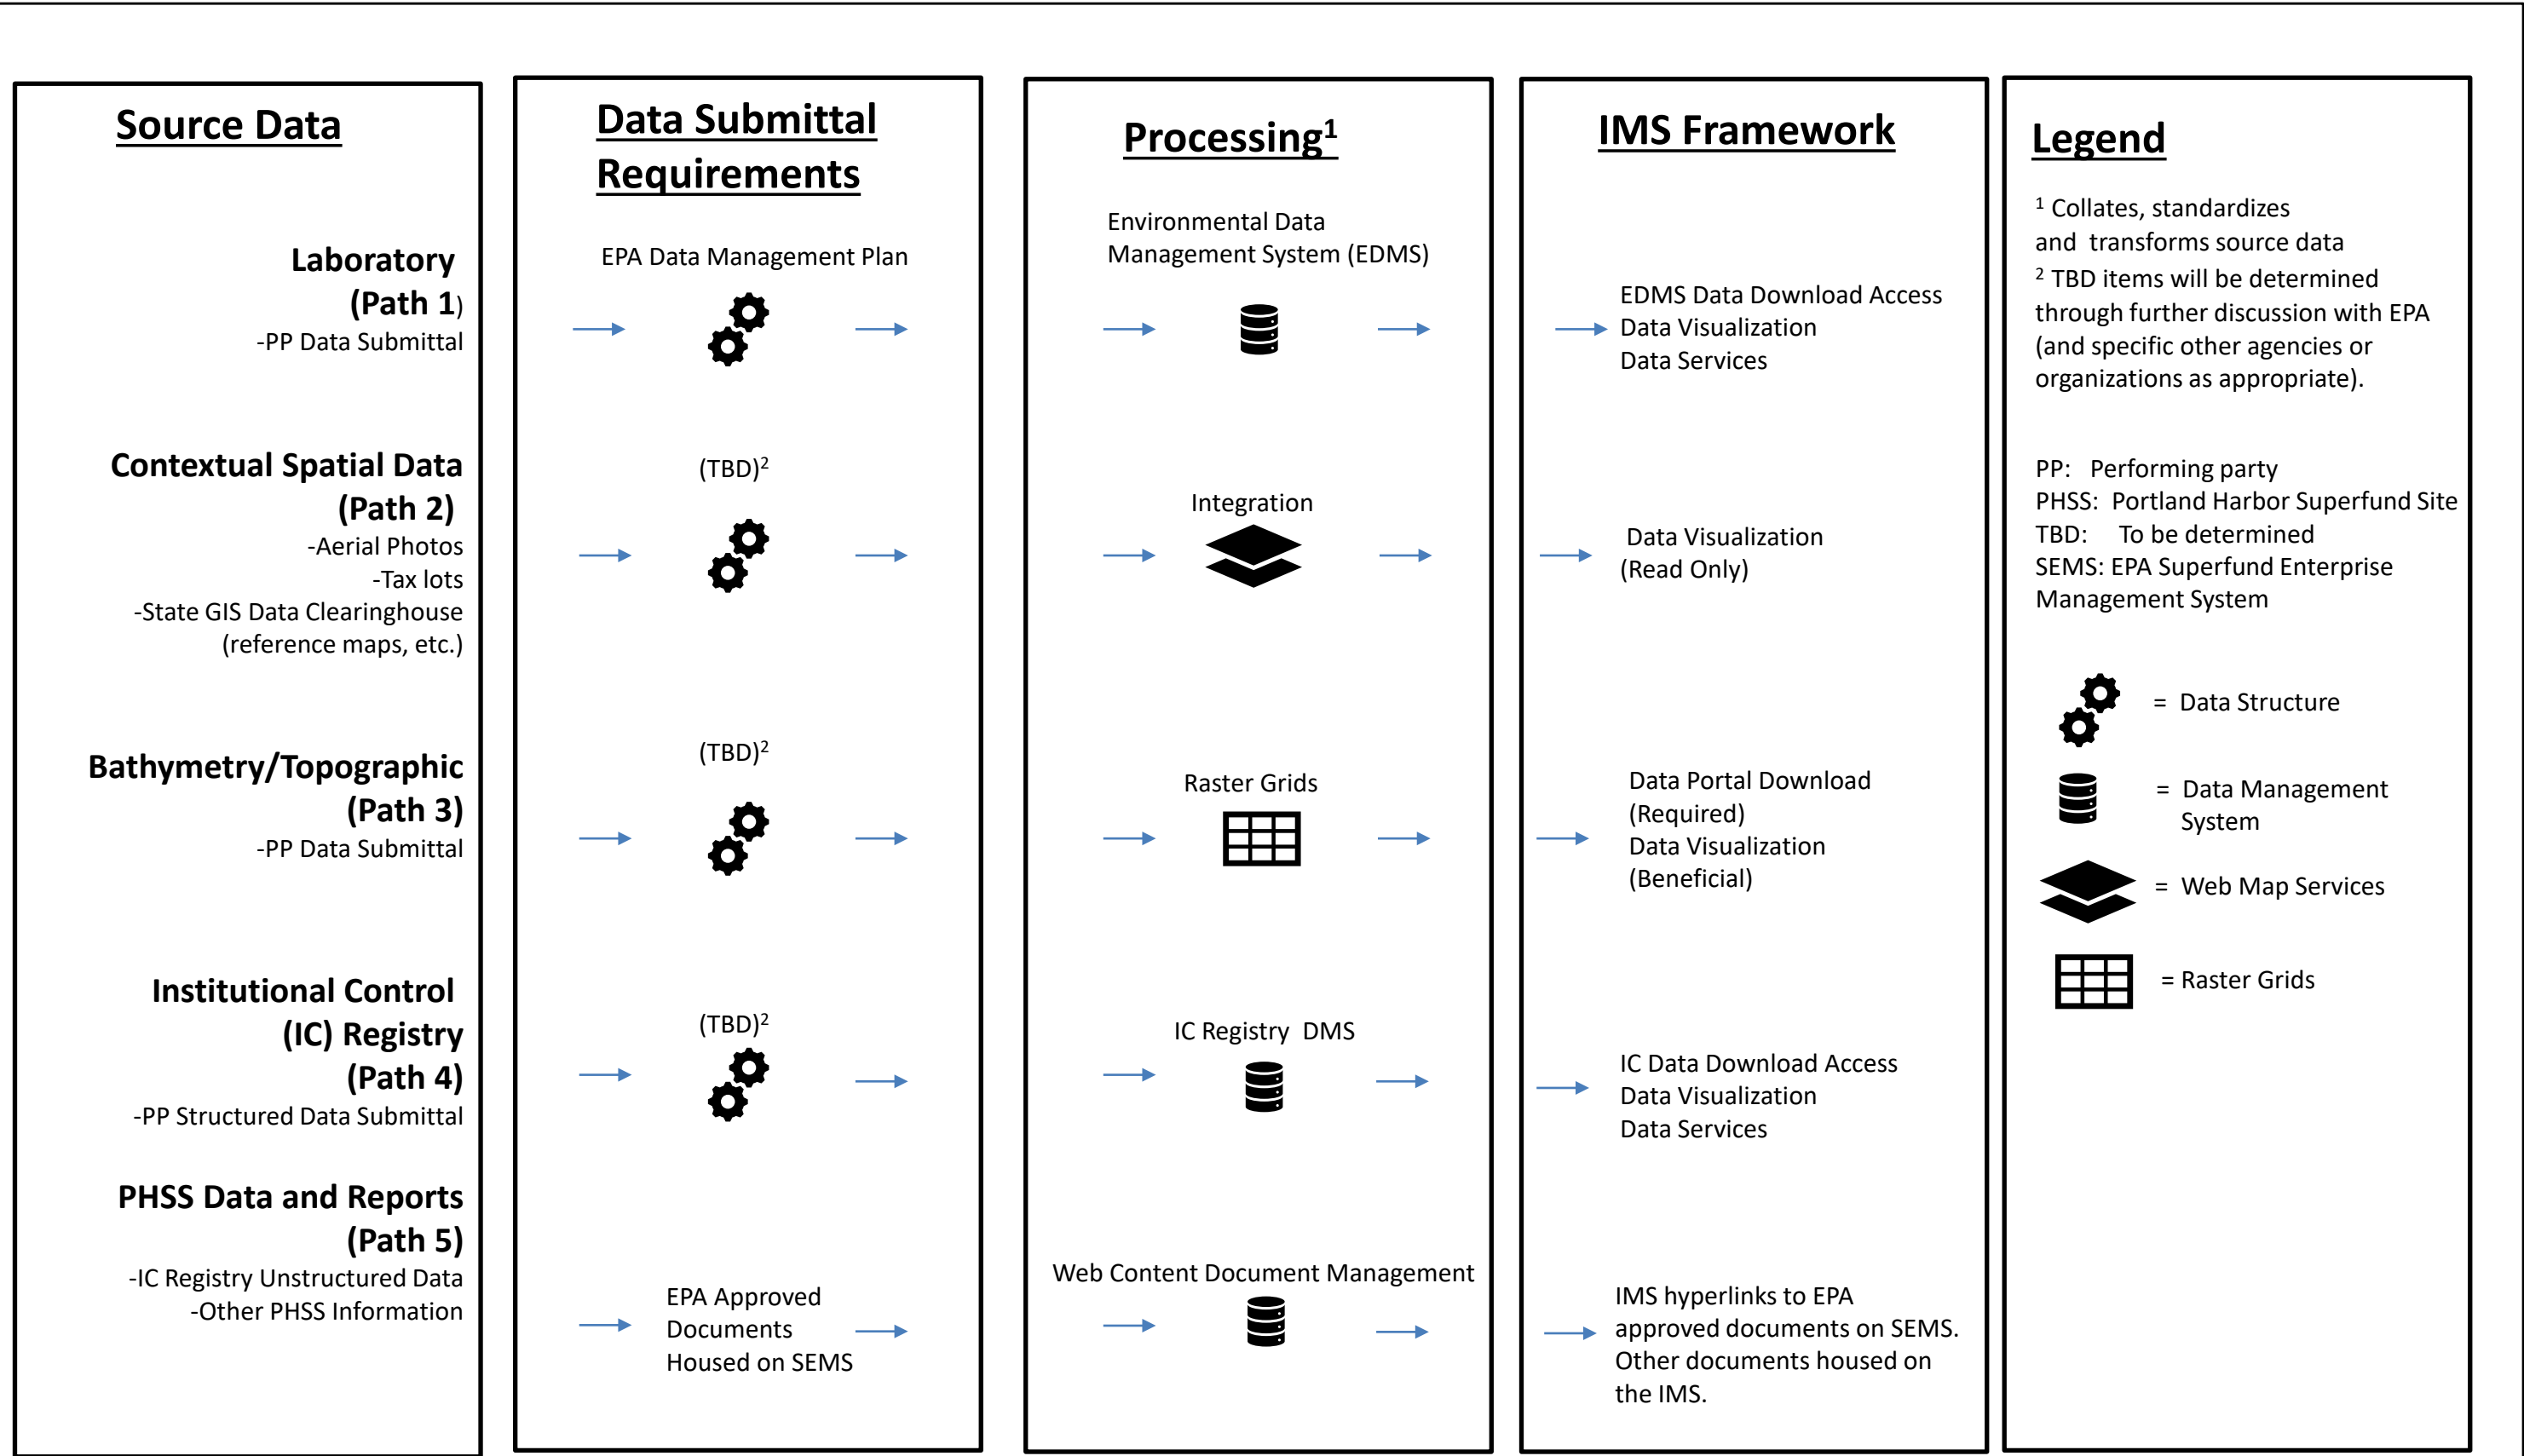 Source Data
Laboratory
(Path 1)
-PP Data Submittal
Contextual Spatial Data
(Path 2)
-Aerial Photos
-Tax lots
-State GIS Data Clearinghouse
(reference maps, etc.)
Bathymetry/Topographic
(Path 3)
-PP Data Submittal
Institutional Control
(IC) Registry
(Path 4)
-PP Structured Data Submittal
PHSS Data and Reports
(Path 5)
-IC Registry Unstructured Data
-Other PHSS Information
Data Submittal
Requirements
EPA Data Management Plan
(TBD)²
(TBD)²
(TBD)²
EPA Approved
Documents
Housed on SEMS
Processing¹
Environmental Data
Management System (EDMS)
Integration
Raster Grids
IC Registry DMS
Web Content Document Management
IMS Framework
EDMS Data Download Access
Data Visualization
Data Services
Data Visualization
(Read Only)
Data Portal Download
(Required)
Data Visualization
(Beneficial)
IC Data Download Access
Data Visualization
Data Services
IMS hyperlinks to EPA
approved documents on SEMS.
Other documents housed on
the IMS.
Legend
¹ Collates, standardizes
and transforms source data
² TBD items will be determined
through further discussion with EPA
(and specific other agencies or
organizations as appropriate).
PP: Performing party
PHSS: Portland Harbor Superfund Site
TBD: To be determined
SEMS: EPA Superfund Enterprise
Management System
= Data Structure
= Data Management
System
= Web Map Services
= Raster Grids